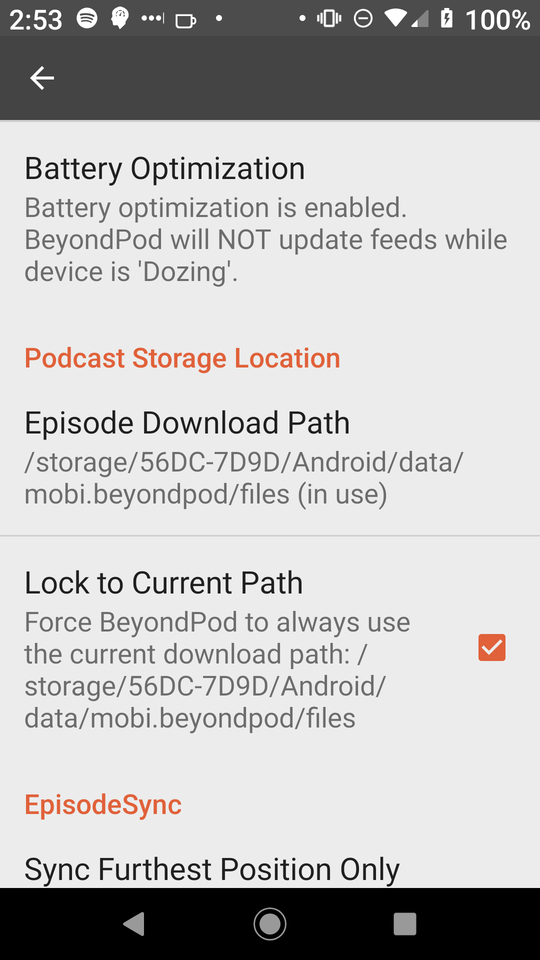 2:53 100%
Battery Optimization
Battery optimization is enabled.
BeyondPod will NOT update feeds while
device is 'Dozing'.
Podcast Storage Location
Episode Download Path
/storage/56DC-7D9D/Android/data/
mobi.beyondpod/files (in use)
Lock to Current Path
Force BeyondPod to always use
the current download path: /
storage/56DC-7D9D/Android/
data/mobi.beyondpod/files
EpisodeSync
Sync Furthest Position Only